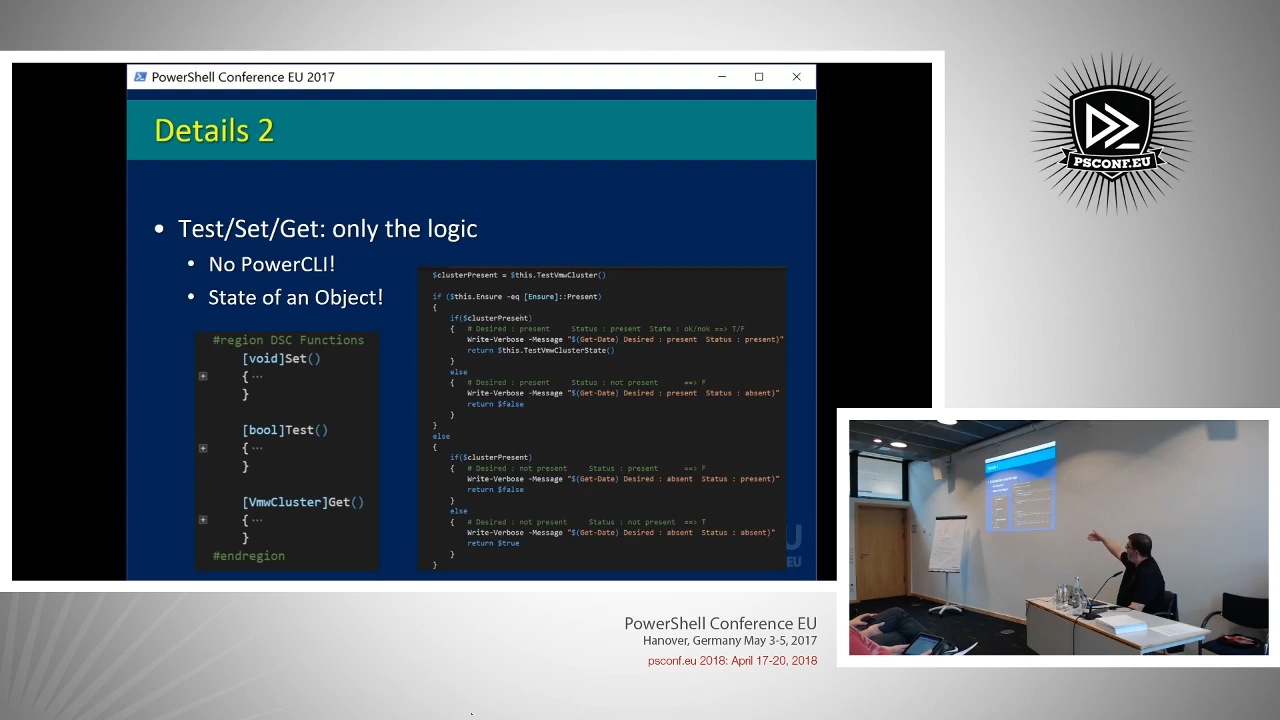 PowerShell Conference EU 2017
Details 2
• Test/Set/Get: only the logic
• No PowerCLI!
• State of an Object!
#region DSC Functions
[void]Set()
{ ...
}
[bool]Test()
{ ...
}
[VmwCluster]Get()
{ ...
}
#endregion
$clusterPresent = $this.TestVmwCluster()
if ($this.Ensure -eq [Ensure]::Present)
{
if($clusterPresent)
{ # Desired : present Status : present State : ok/nok ==> T/F
Write-Verbose -Message "$(Get-Date) Desired : present Status : present)"
return $this.TestVmwClusterState()
}
else
{ # Desired : present Status : not present ==> F
Write-Verbose -Message "$(Get-Date) Desired : present Status : absent)"
return $false
}
}
else
{
if($clusterPresent)
{ # Desired : not present Status : present ==> F
Write-Verbose -Message "$(Get-Date) Desired : absent Status : present)"
return $false
}
else
{ # Desired : not present Status : not present ==> T
Write-Verbose -Message "$(Get-Date) Desired : absent Status : absent)"
return $true
}
}
U
EU
PSCONF.EU
PowerShell Conference EU
Hanover, Germany May 3-5, 2017
psconf.eu 2018: April 17-20, 2018